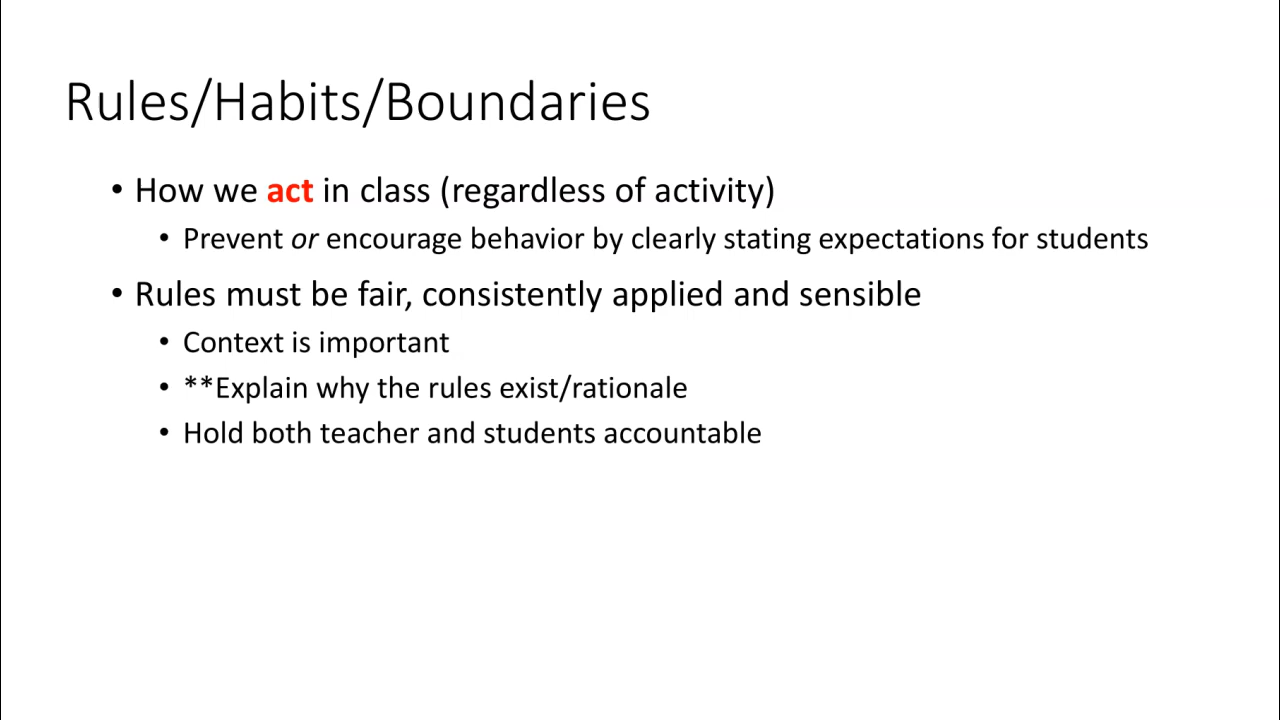 Rules/Habits/Boundaries
• How we act in class (regardless of activity)
• Prevent or encourage behavior by clearly stating expectations for students
• Rules must be fair, consistently applied and sensible
• Context is important
• **Explain why the rules exist/rationale
• Hold both teacher and students accountable